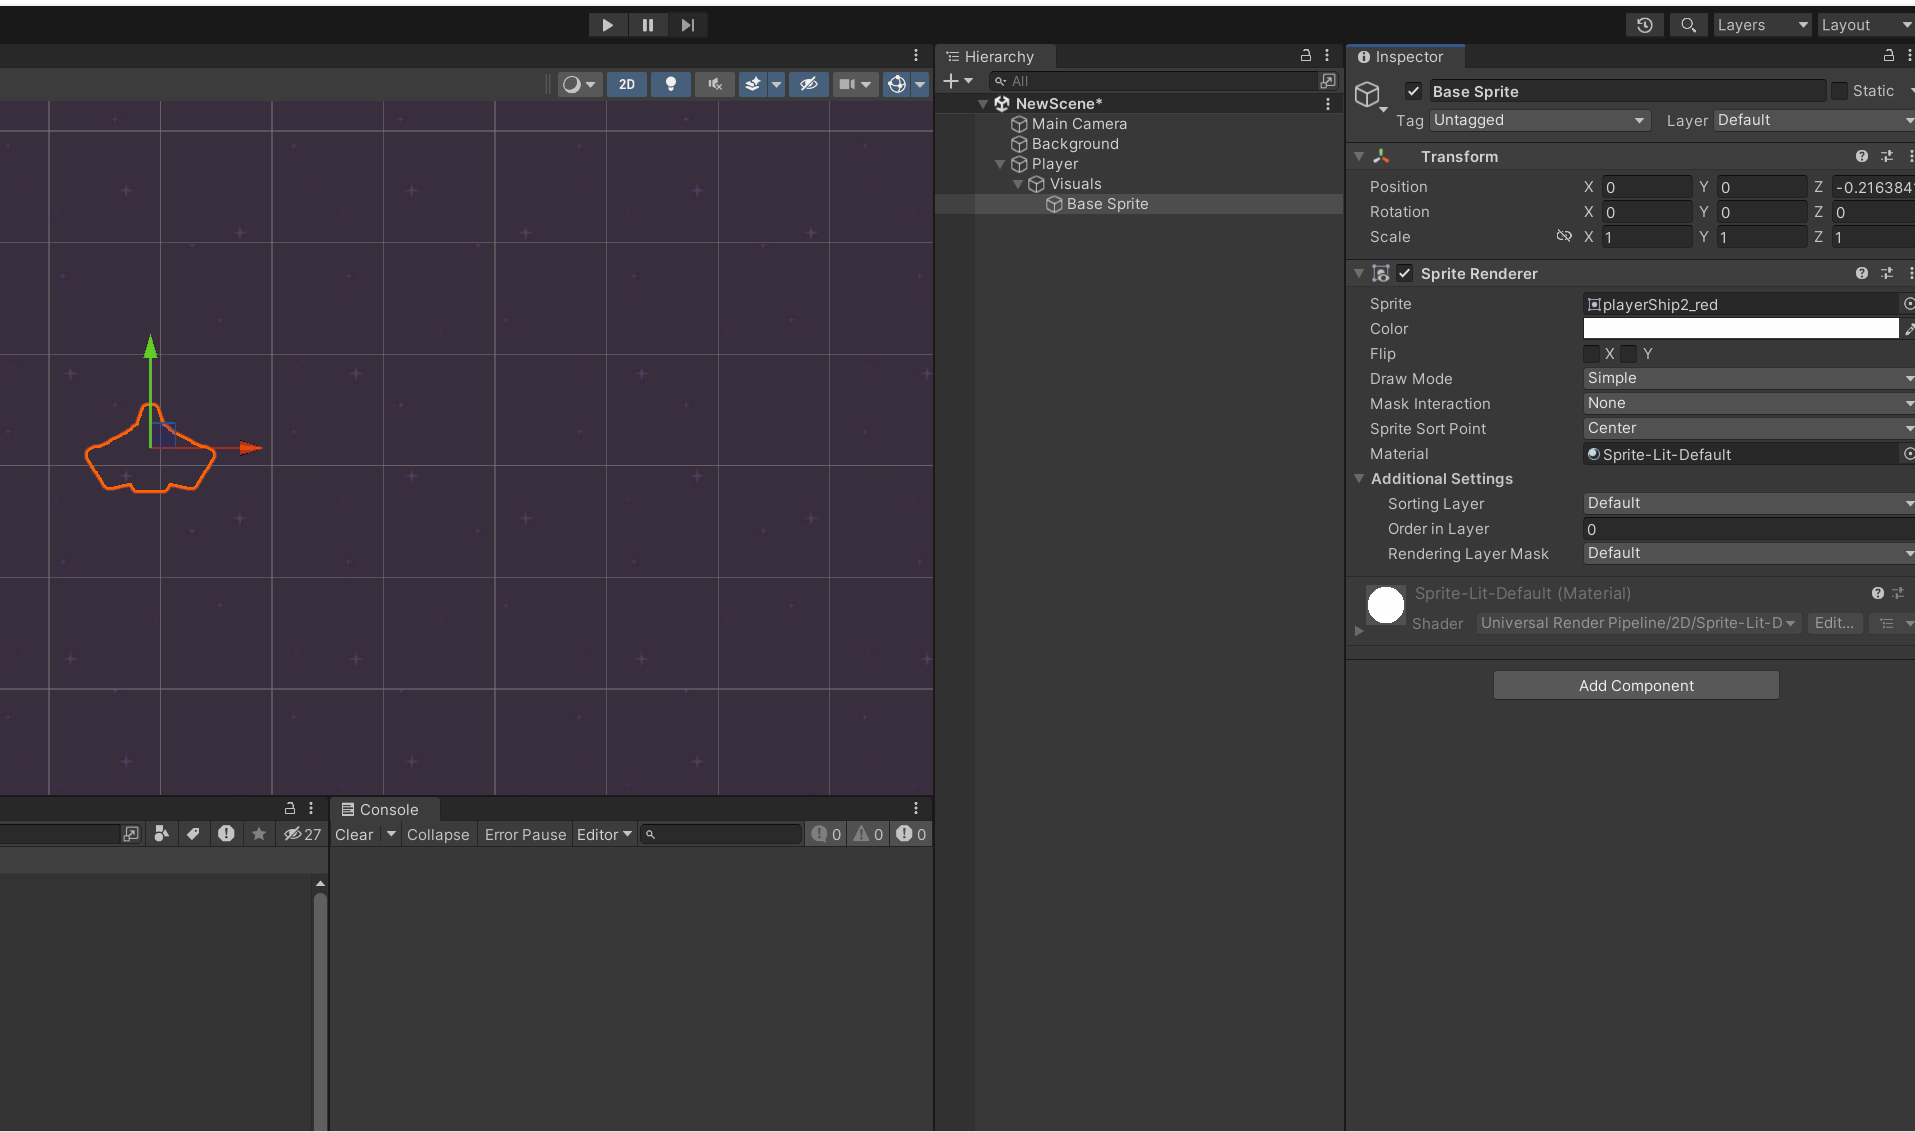 Layers
Layout
Hierarchy
Inspector
2D
All
NewScene*
Main Camera
Background
Player
Visuals
Base Sprite
Base Sprite
Static
Tag Untagged
Layer Default
Transform
Position X 0 Y 0 Z -0.216384
Rotation X 0 Y 0 Z 0
Scale X 1 Y 1 Z 1
Sprite Renderer
Sprite playerShip2_red
Color
Flip X Y
Draw Mode Simple
Mask Interaction None
Sprite Sort Point Center
Material Sprite-Lit-Default
Additional Settings
Sorting Layer Default
Order in Layer 0
Rendering Layer Mask Default
Sprite-Lit-Default (Material)
Shader Universal Render Pipeline/2D/Sprite-Lit-D Edit...
Add Component
Console
27
Clear Collapse Error Pause Editor 0 0 0